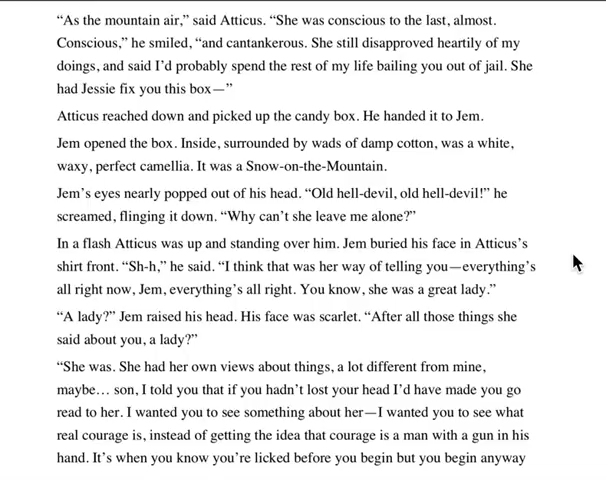 “As the mountain air,” said Atticus. “She was conscious to the last, almost.
Conscious,” he smiled, “and cantankerous. She still disapproved heartily of my
doings, and said I’d probably spend the rest of my life bailing you out of jail. She
had Jessie fix you this box—”
Atticus reached down and picked up the candy box. He handed it to Jem.
Jem opened the box. Inside, surrounded by wads of damp cotton, was a white,
waxy, perfect camellia. It was a Snow-on-the-Mountain.
Jem’s eyes nearly popped out of his head. “Old hell-devil, old hell-devil!” he
screamed, flinging it down. “Why can’t she leave me alone?”
In a flash Atticus was up and standing over him. Jem buried his face in Atticus’s
shirt front. “Sh-h,” he said. “I think that was her way of telling you—everything’s
all right now, Jem, everything’s all right. You know, she was a great lady.”
“A lady?” Jem raised his head. His face was scarlet. “After all those things she
said about you, a lady?”
“She was. She had her own views about things, a lot different from mine,
maybe… son, I told you that if you hadn’t lost your head I’d have made you go
read to her. I wanted you to see something about her—I wanted you to see what
real courage is, instead of getting the idea that courage is a man with a gun in his
hand. It’s when you know you’re licked before you begin but you begin anyway